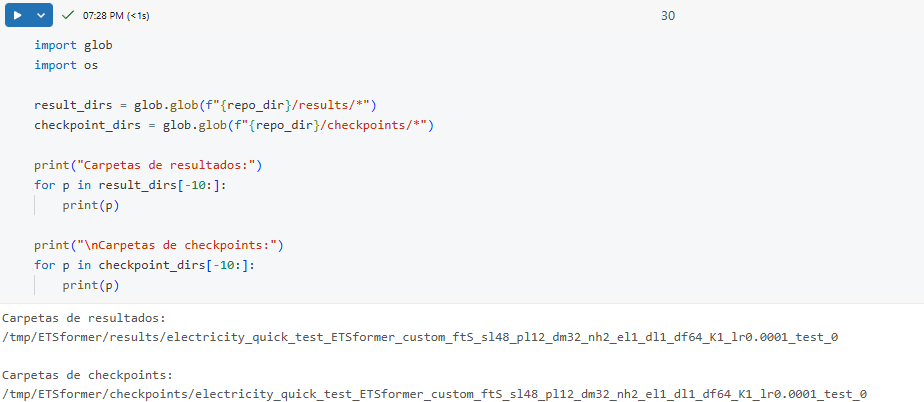 07:28 PM (<1s)
30
import glob
import os
result_dirs = glob.glob(f"{repo_dir}/results/*")
checkpoint_dirs = glob.glob(f"{repo_dir}/checkpoints/*")
print("Carpetas de resultados:")
for p in result_dirs[-10:]:
    print(p)
print("\nCarpetas de checkpoints:")
for p in checkpoint_dirs[-10:]:
    print(p)
Carpetas de resultados:
/tmp/ETSformer/results/electricity_quick_test_ETSformer_custom_ftS_sl48_pl12_dm32_nh2_el1_dl1_df64_K1_lr0.0001_test_0
Carpetas de checkpoints:
/tmp/ETSformer/checkpoints/electricity_quick_test_ETSformer_custom_ftS_sl48_pl12_dm32_nh2_el1_dl1_df64_K1_lr0.0001_test_0